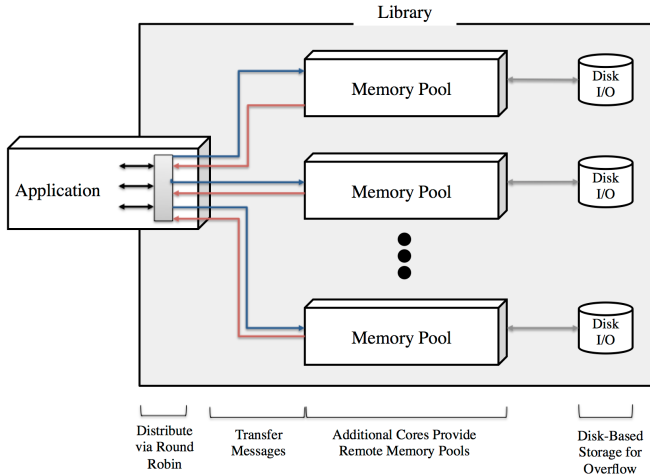 Library
Memory Pool
Disk
I/O
Application
Memory Pool
Disk
I/O
Memory Pool
Disk
I/O
Distribute
via Round
Robin
Transfer
Messages
Additional Cores Provide
Remote Memory Pools
Disk-Based
Storage for
Overflow